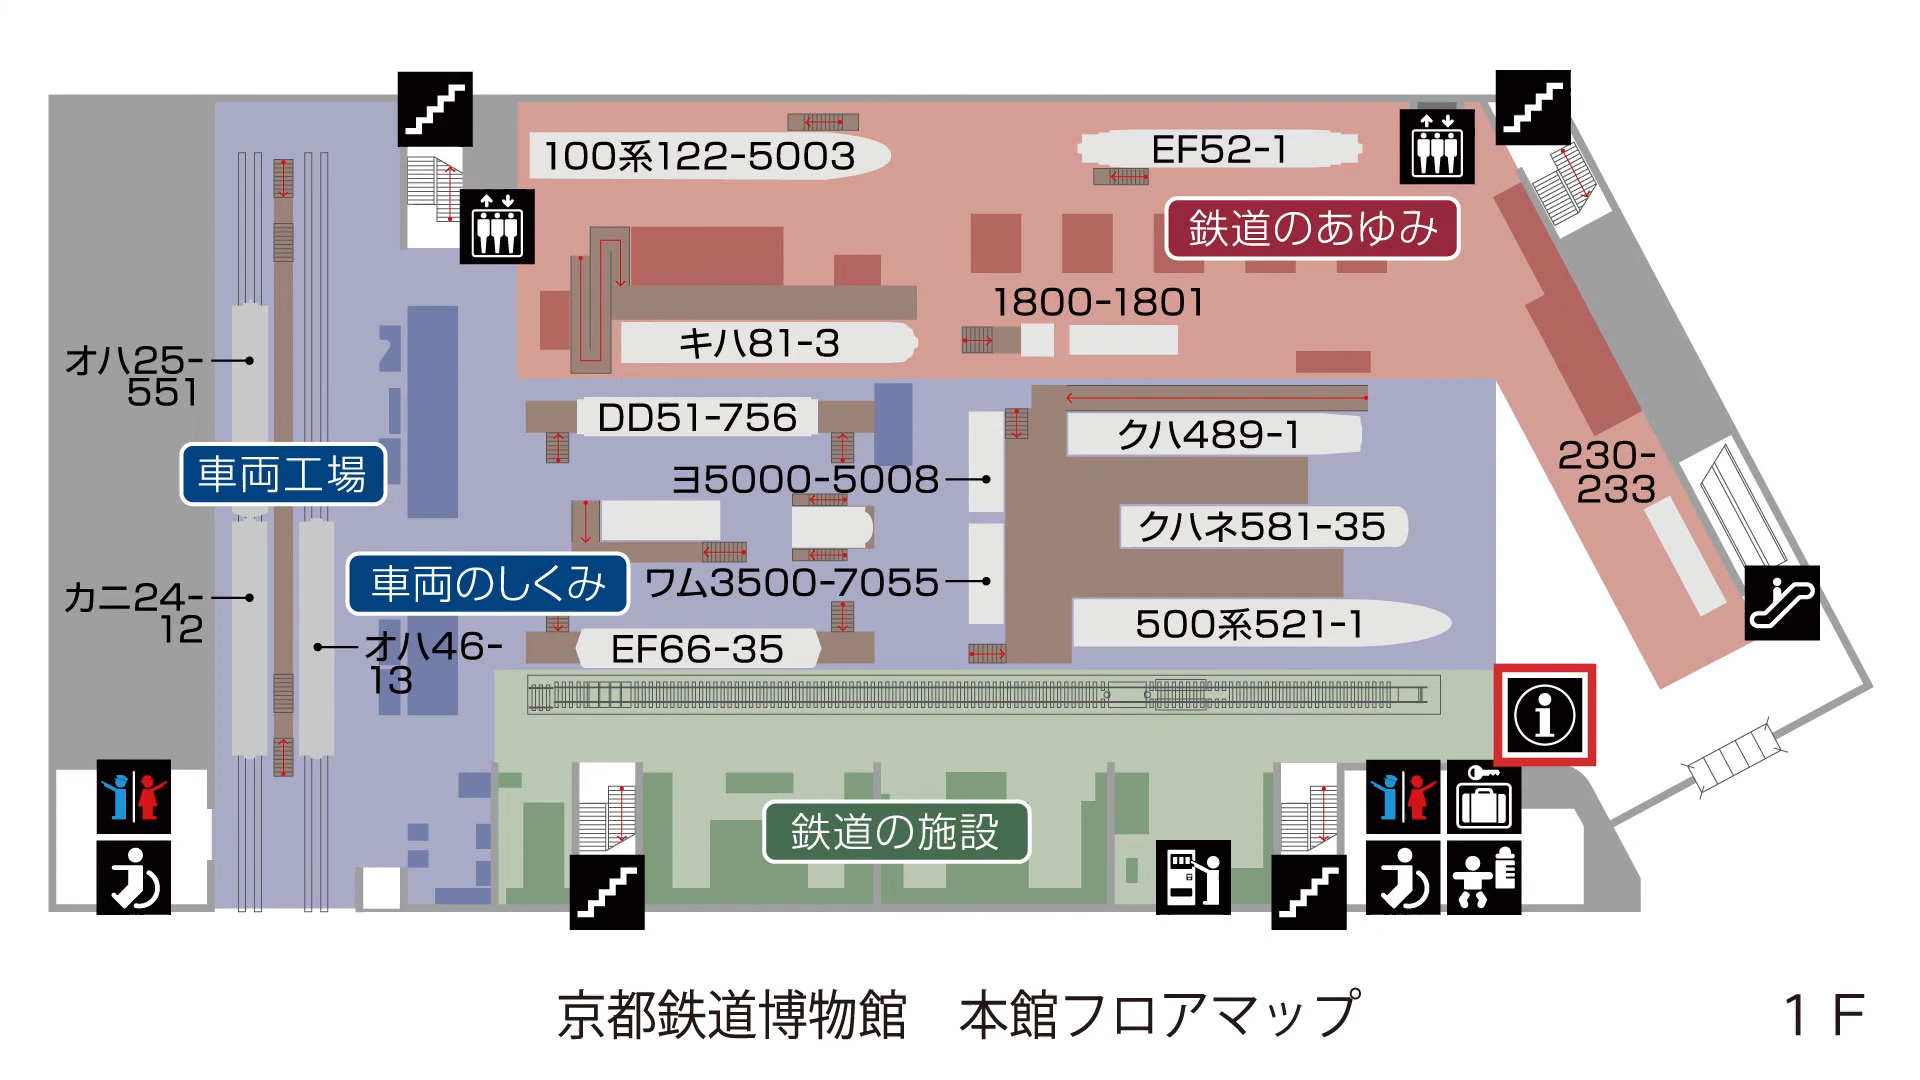 100系122-5003
EF52-1
鉄道のあゆみ
1800-1801
キハ81-3
オハ25-
551
DD51-756
クハ489-1
車両工場
ヨ5000-5008
230-
233
クハネ581-35
車両のしくみ
ワム3500-7055
カニ24-
12
500系521-1
オハ46-
13
EF66-35
鉄道の施設
京都鉄道博物館　本館フロアマップ
1 F